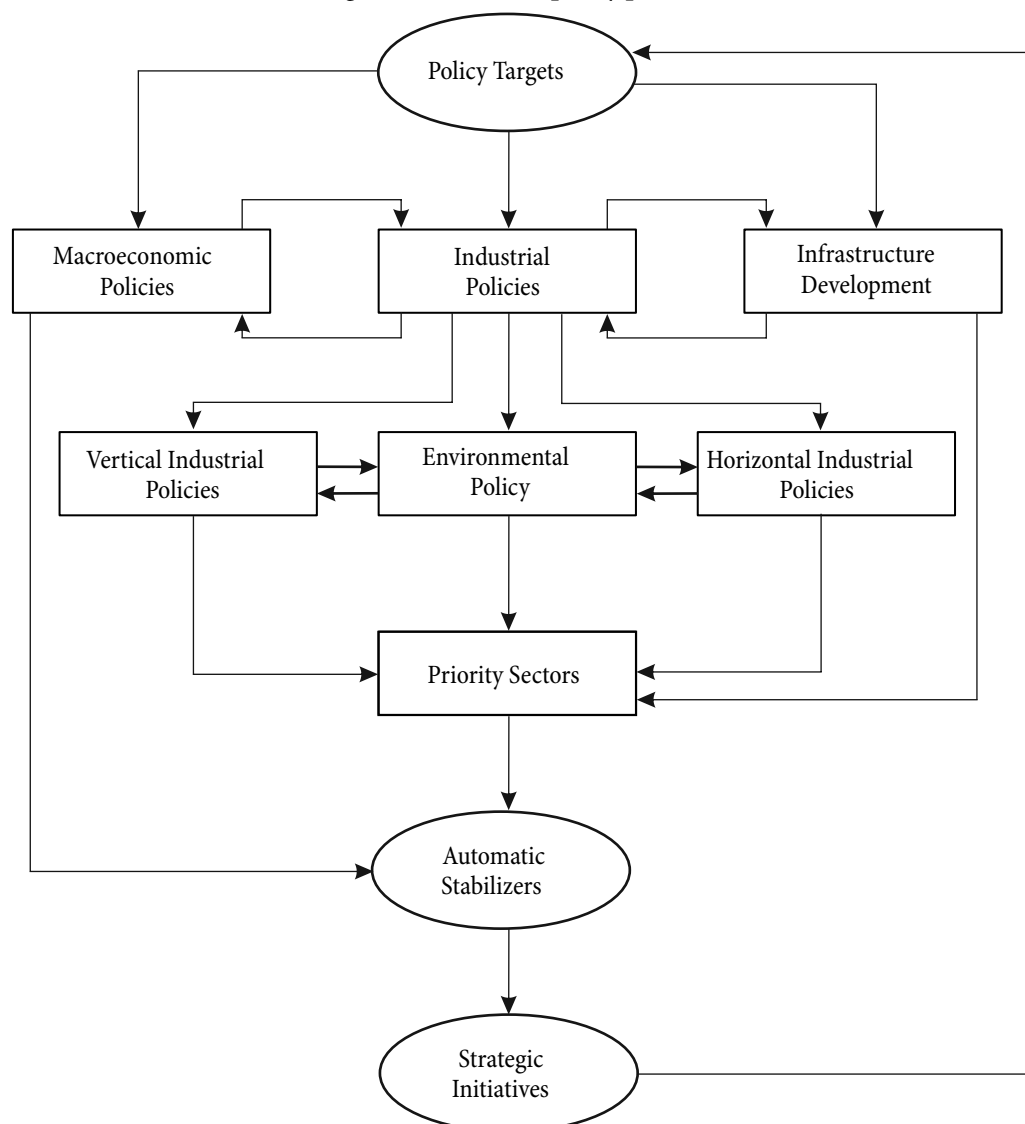 Policy Targets
Macroeconomic
Policies
Industrial
Policies
Infrastructure
Development
Vertical Industrial
Policies
Environmental
Policy
Horizontal Industrial
Policies
Priority Sectors
Automatic
Stabilizers
Strategic
Initiatives